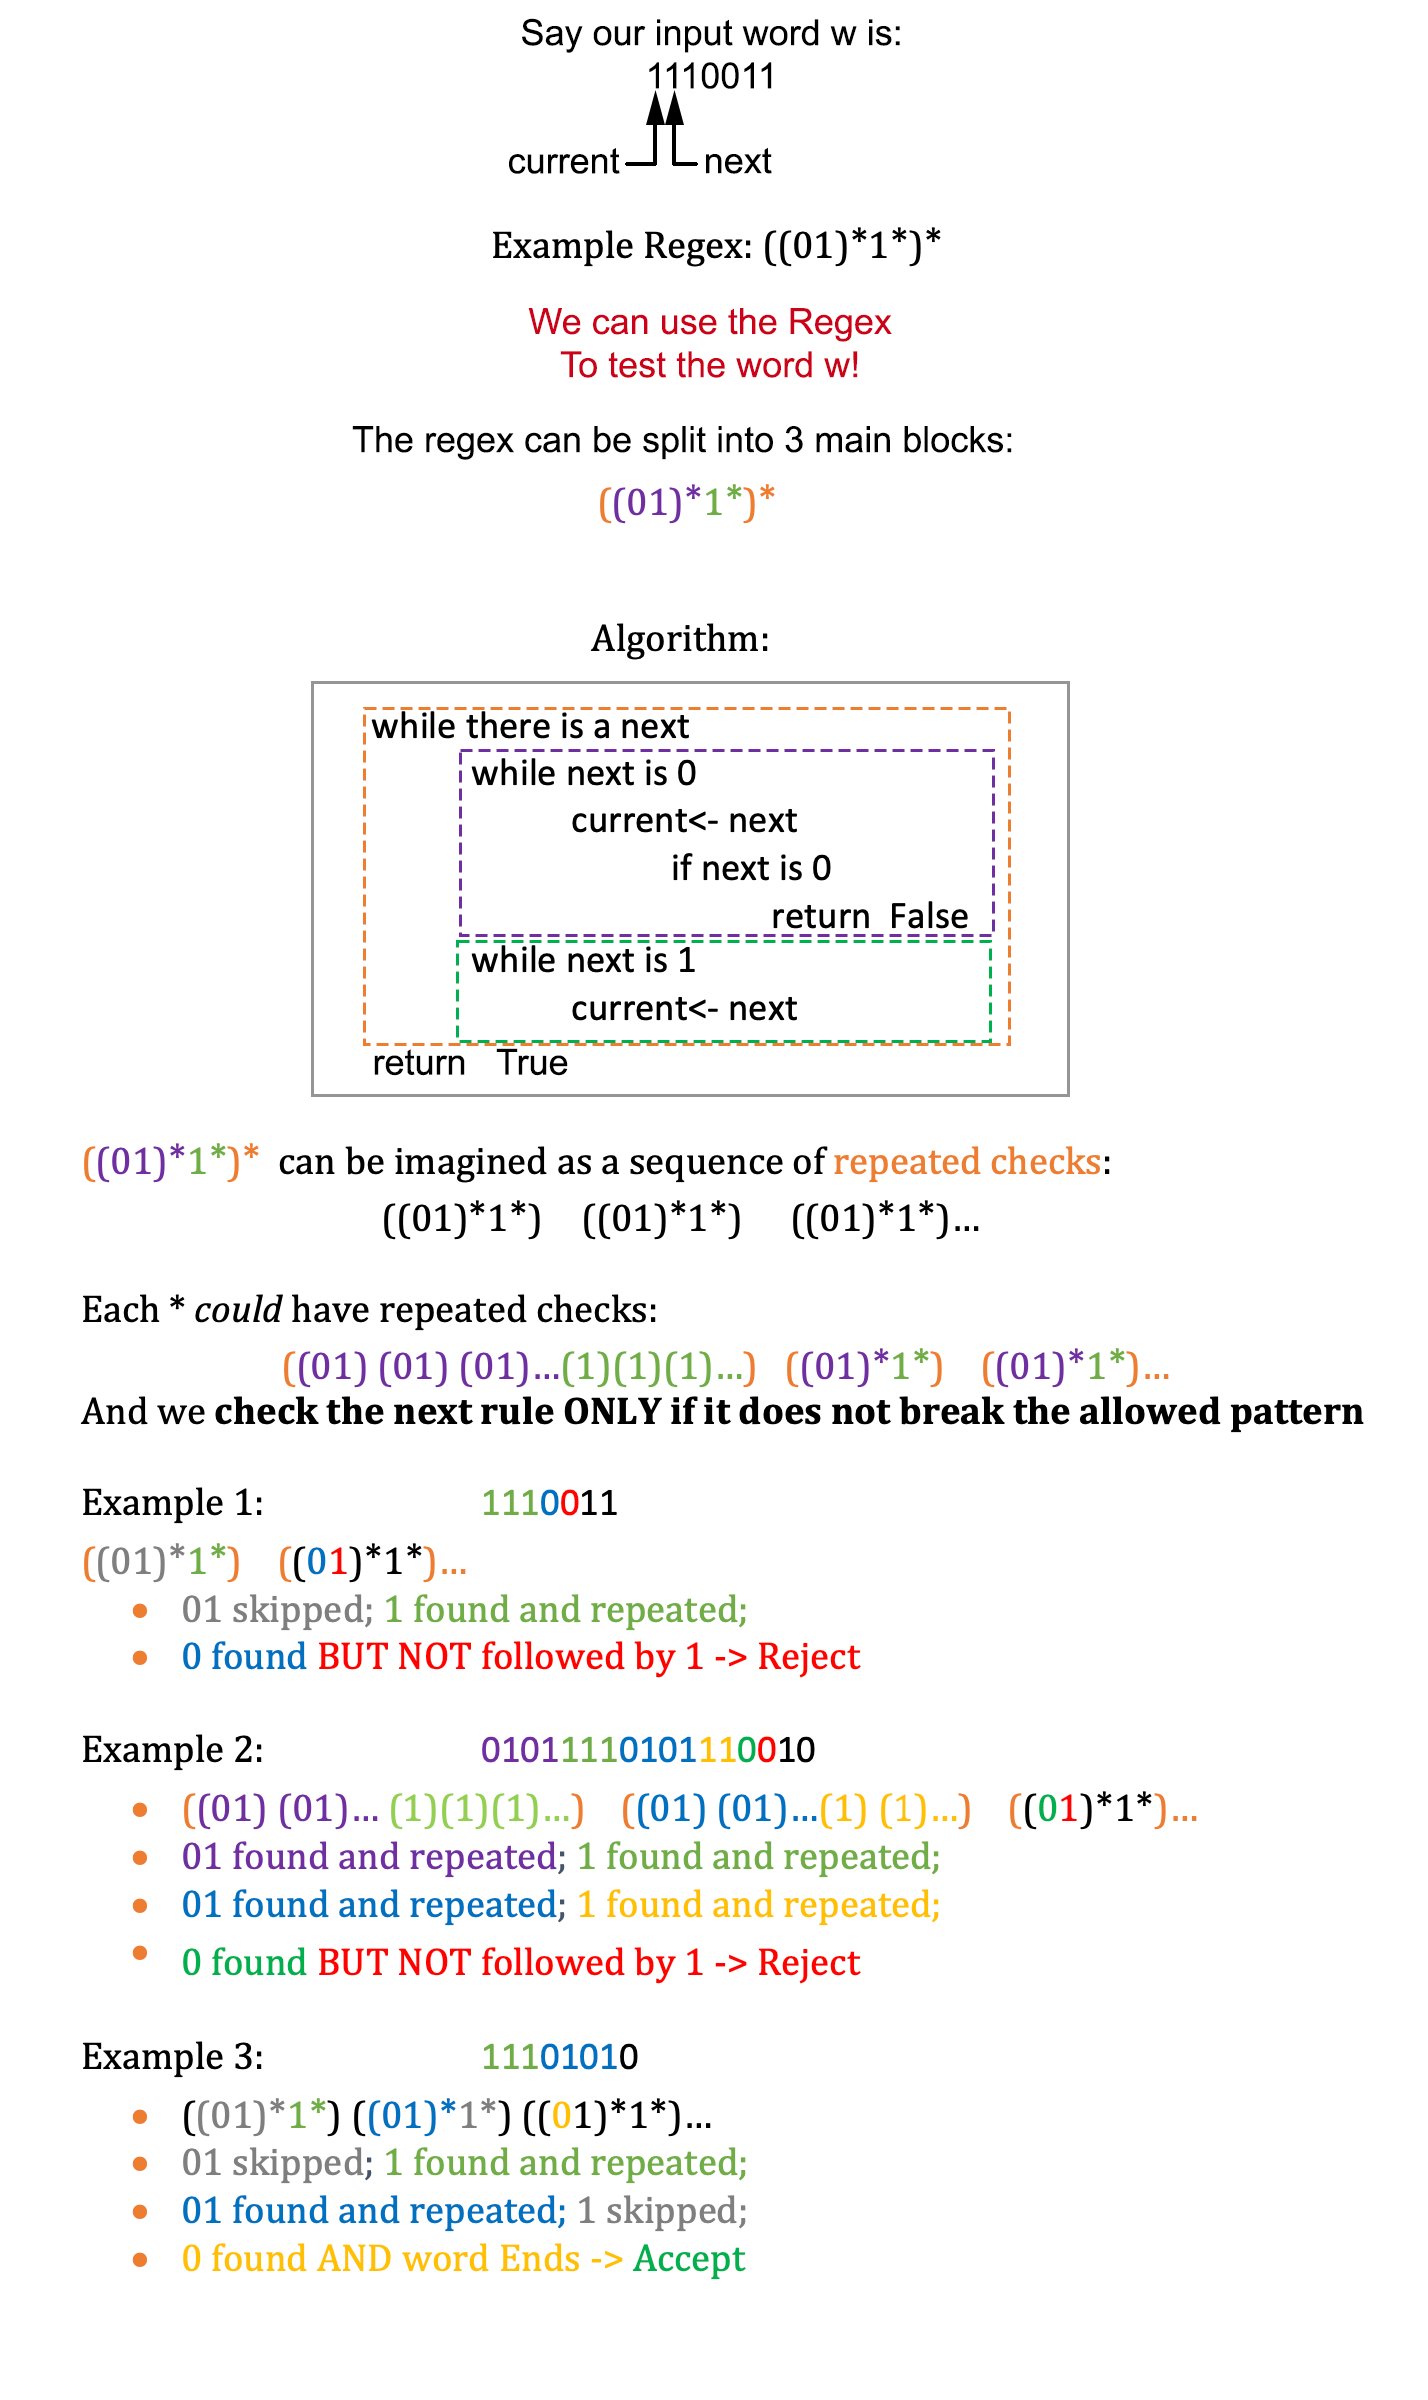 Say our input word w is:
1110011
current next
Example Regex: ((01)*1*)*
We can use the Regex
To test the word w!
The regex can be split into 3 main blocks:
((01)*1*)*
Algorithm:
while there is a next
while next is 0
current<- next
if next is 0
return False
while next is 1
current<- next
return True
((01)*1*)* can be imagined as a sequence of repeated checks:
((01)*1*) ((01)*1*) ((01)*1*)...
Each * could have repeated checks:
((01) (01) (01)...(1)(1)(1)...) ((01)*1*) ((01)*1*)...
And we check the next rule ONLY if it does not break the allowed pattern
Example 1: 1110011
((01)*1*) ((01)*1*)...
• 01 skipped; 1 found and repeated;
• 0 found BUT NOT followed by 1 -> Reject
Example 2: 01011110101110010
• ((01) (01)... (1)(1)(1)...) ((01) (01)...(1) (1)...) ((01)*1*)...
• 01 found and repeated; 1 found and repeated;
• 01 found and repeated; 1 found and repeated;
• 0 found BUT NOT followed by 1 -> Reject
Example 3: 11101010
• ((01)*1*) ((01)*1*) ((01)*1*)...
• 01 skipped; 1 found and repeated;
• 01 found and repeated; 1 skipped;
• 0 found AND word Ends -> Accept